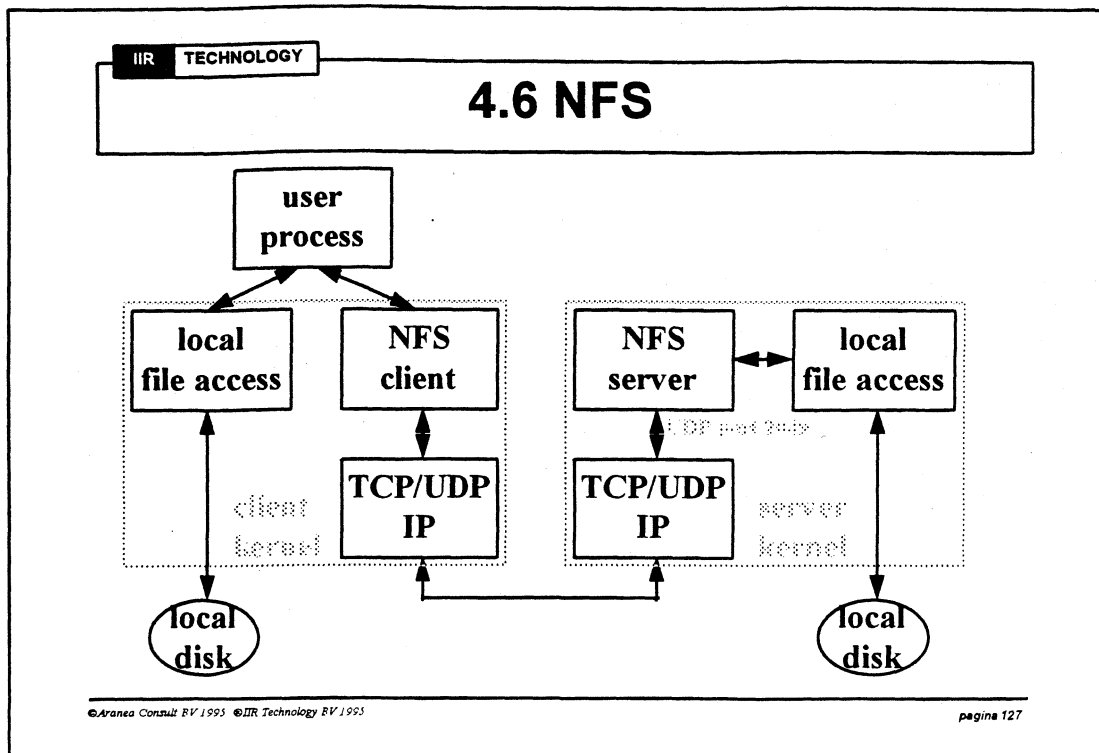 IIR TECHNOLOGY
4.6 NFS
user
process
local
file access
NFS
client
NFS
server
local
file access
UDP port
TCP/UDP
IP
TCP/UDP
IP
client
kernel
server
kernel
local
disk
local
disk
©Aranea Consult BV 1995 ©IIR Technology BV 1995
pagina 127